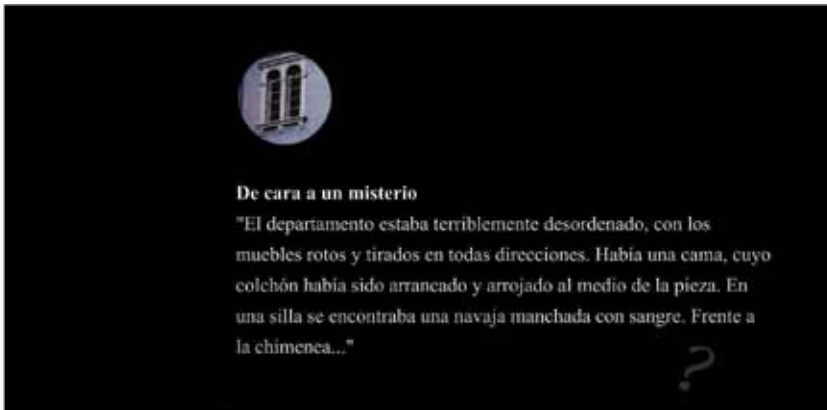 De cara a un misterio
"El departamento estaba terriblemente desordenado, con los
muebles rotos y tirados en todas direcciones. Había una cama, cuyo
colchón había sido arrancado y arrojado al medio de la pieza. En
una silla se encontraba una navaja manchada con sangre. Frente a
la chimenea..."
?